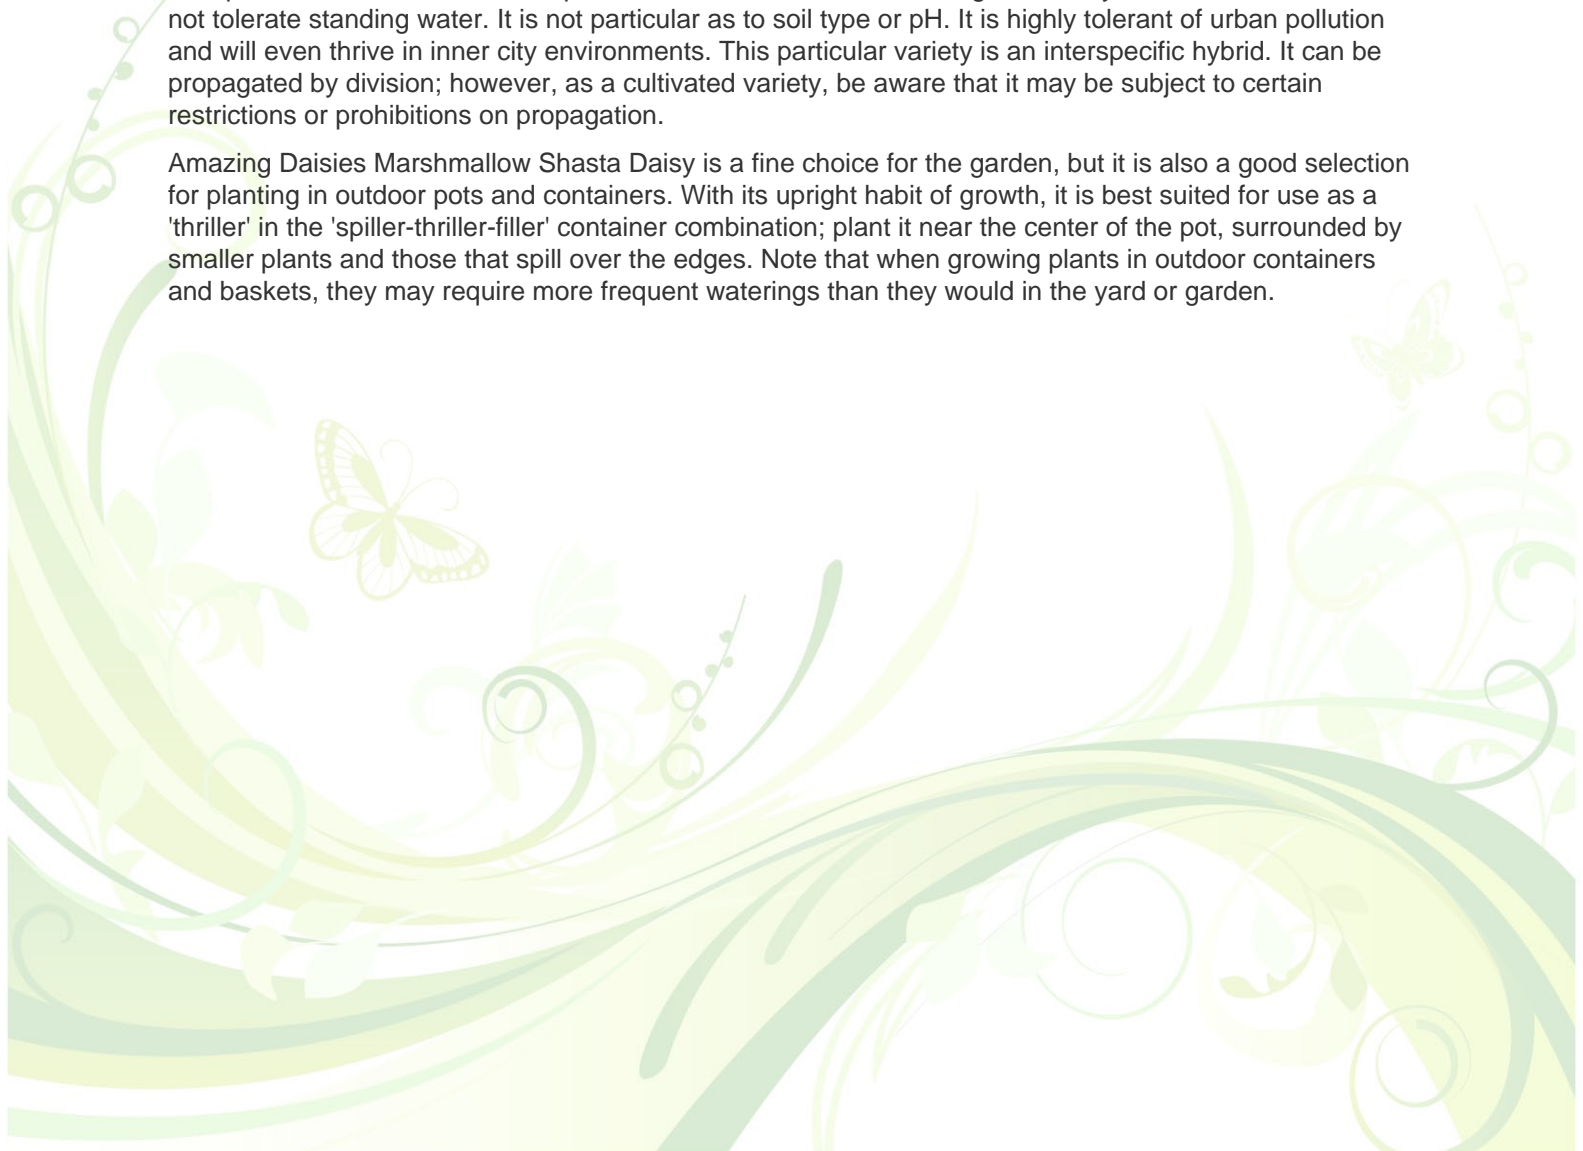 not tolerate standing water. It is not particular as to soil type or pH. It is highly tolerant of urban pollution
and will even thrive in inner city environments. This particular variety is an interspecific hybrid. It can be
propagated by division; however, as a cultivated variety, be aware that it may be subject to certain
restrictions or prohibitions on propagation.
Amazing Daisies Marshmallow Shasta Daisy is a fine choice for the garden, but it is also a good selection
for planting in outdoor pots and containers. With its upright habit of growth, it is best suited for use as a
'thriller' in the 'spiller-thriller-filler' container combination; plant it near the center of the pot, surrounded by
smaller plants and those that spill over the edges. Note that when growing plants in outdoor containers
and baskets, they may require more frequent waterings than they would in the yard or garden.